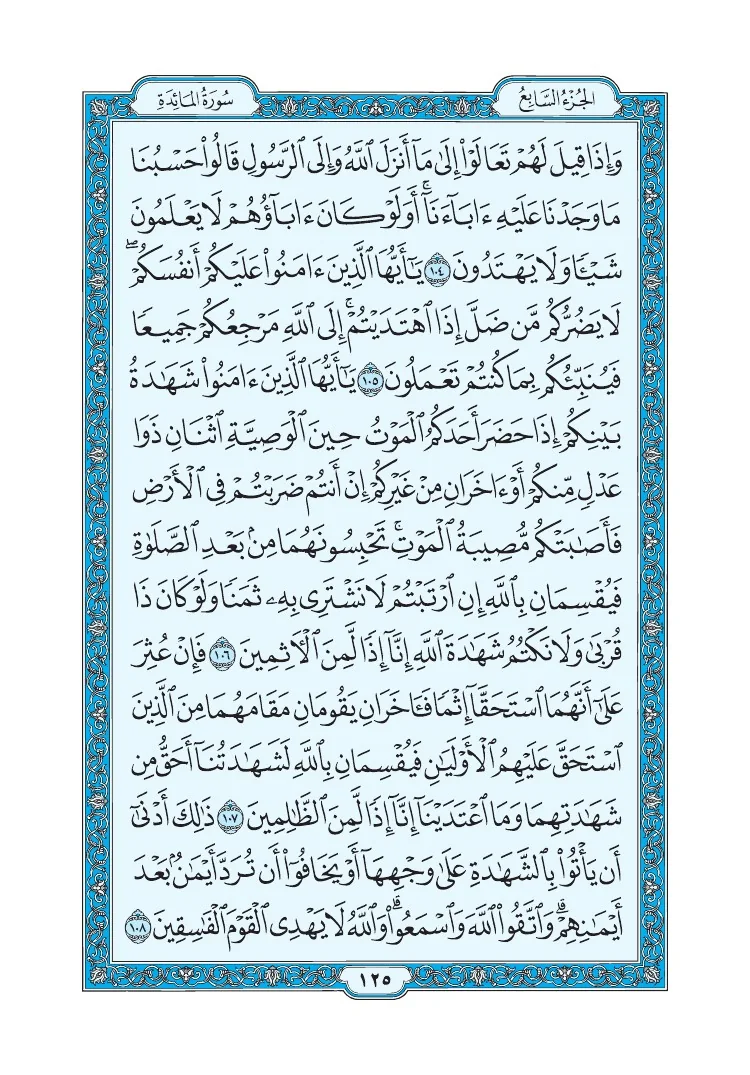 الجزء السابع
سورة المائدة
وَإِذَا قِيلَ لَهُمْ تَعَالَوْا۟ إِلَىٰ مَآ أَنزَلَ ٱللَّهُ وَإِلَى ٱلرَّسُولِ قَالُوا۟ حَسْبُنَا
مَا وَجَدْنَا عَلَيْهِ ءَابَآءَنَآ ۚ أَوَلَوْ كَانَ ءَابَآؤُهُمْ لَا يَعْلَمُونَ
شَيْـًٔا وَلَا يَهْتَدُونَ ١٠٤ يَـٰٓأَيُّهَا ٱلَّذِينَ ءَامَنُوا۟ عَلَيْكُمْ أَنفُسَكُمْ ۖ
لَا يَضُرُّكُم مَّن ضَلَّ إِذَا ٱهْتَدَيْتُمْ ۚ إِلَى ٱللَّهِ مَرْجِعُكُمْ جَمِيعًا
فَيُنَبِّئُكُم بِمَا كُنتُمْ تَعْمَلُونَ ١٠٥ يَـٰٓأَيُّهَا ٱلَّذِينَ ءَامَنُوا۟ شَهَـٰدَةُ
بَيْنِكُمْ إِذَا حَضَرَ أَحَدَكُمُ ٱلْمَوْتُ حِينَ ٱلْوَصِيَّةِ ٱثْنَانِ ذَوَا
عَدْلٍ مِّنكُمْ أَوْ ءَاخَرَانِ مِنْ غَيْرِكُمْ إِنْ أَنتُمْ ضَرَبْتُمْ فِى ٱلْأَرْضِ
فَأَصَـٰبَتْكُم مُّصِيبَةُ ٱلْمَوْتِ ۚ تَحْبِسُونَهُمَا مِنۢ بَعْدِ ٱلصَّلَوٰةِ
فَيُقْسِمَانِ بِٱللَّهِ إِنِ ٱرْتَبْتُمْ لَا نَشْتَرِى بِهِۦ ثَمَنًا وَلَوْ كَانَ ذَا
قُرْبَىٰ ۙ وَلَا نَكْتُمُ شَهَـٰدَةَ ٱللَّهِ إِنَّآ إِذًا لَّمِنَ ٱلْـَٔاثِمِينَ ١٠٦ فَإِنْ عُثِرَ
عَلَىٰٓ أَنَّهُمَا ٱسْتَحَقَّآ إِثْمًا فَـَٔاخَرَانِ يَقُومَانِ مَقَامَهُمَا مِنَ ٱلَّذِينَ
ٱسْتَحَقَّ عَلَيْهِمُ ٱلْأَوْلَيَـٰنِ فَيُقْسِمَانِ بِٱللَّهِ لَشَهَـٰدَتُنَآ أَحَقُّ مِن
شَهَـٰدَتِهِمَا وَمَا ٱعْتَدَيْنَآ إِنَّآ إِذًا لَّمِنَ ٱلظَّـٰلِمِينَ ١٠٧ ذَٰلِكَ أَدْنَىٰٓ
أَن يَأْتُوا۟ بِٱلشَّهَـٰدَةِ عَلَىٰ وَجْهِهَآ أَوْ يَخَافُوٓا۟ أَن تُرَدَّ أَيْمَـٰنٌۢ بَعْدَ
أَيْمَـٰنِهِمْ ۗ وَٱتَّقُوا۟ ٱللَّهَ وَٱسْمَعُوا۟ ۗ وَٱللَّهُ لَا يَهْدِى ٱلْقَوْمَ ٱلْفَـٰسِقِينَ ١٠٨
١٢٥